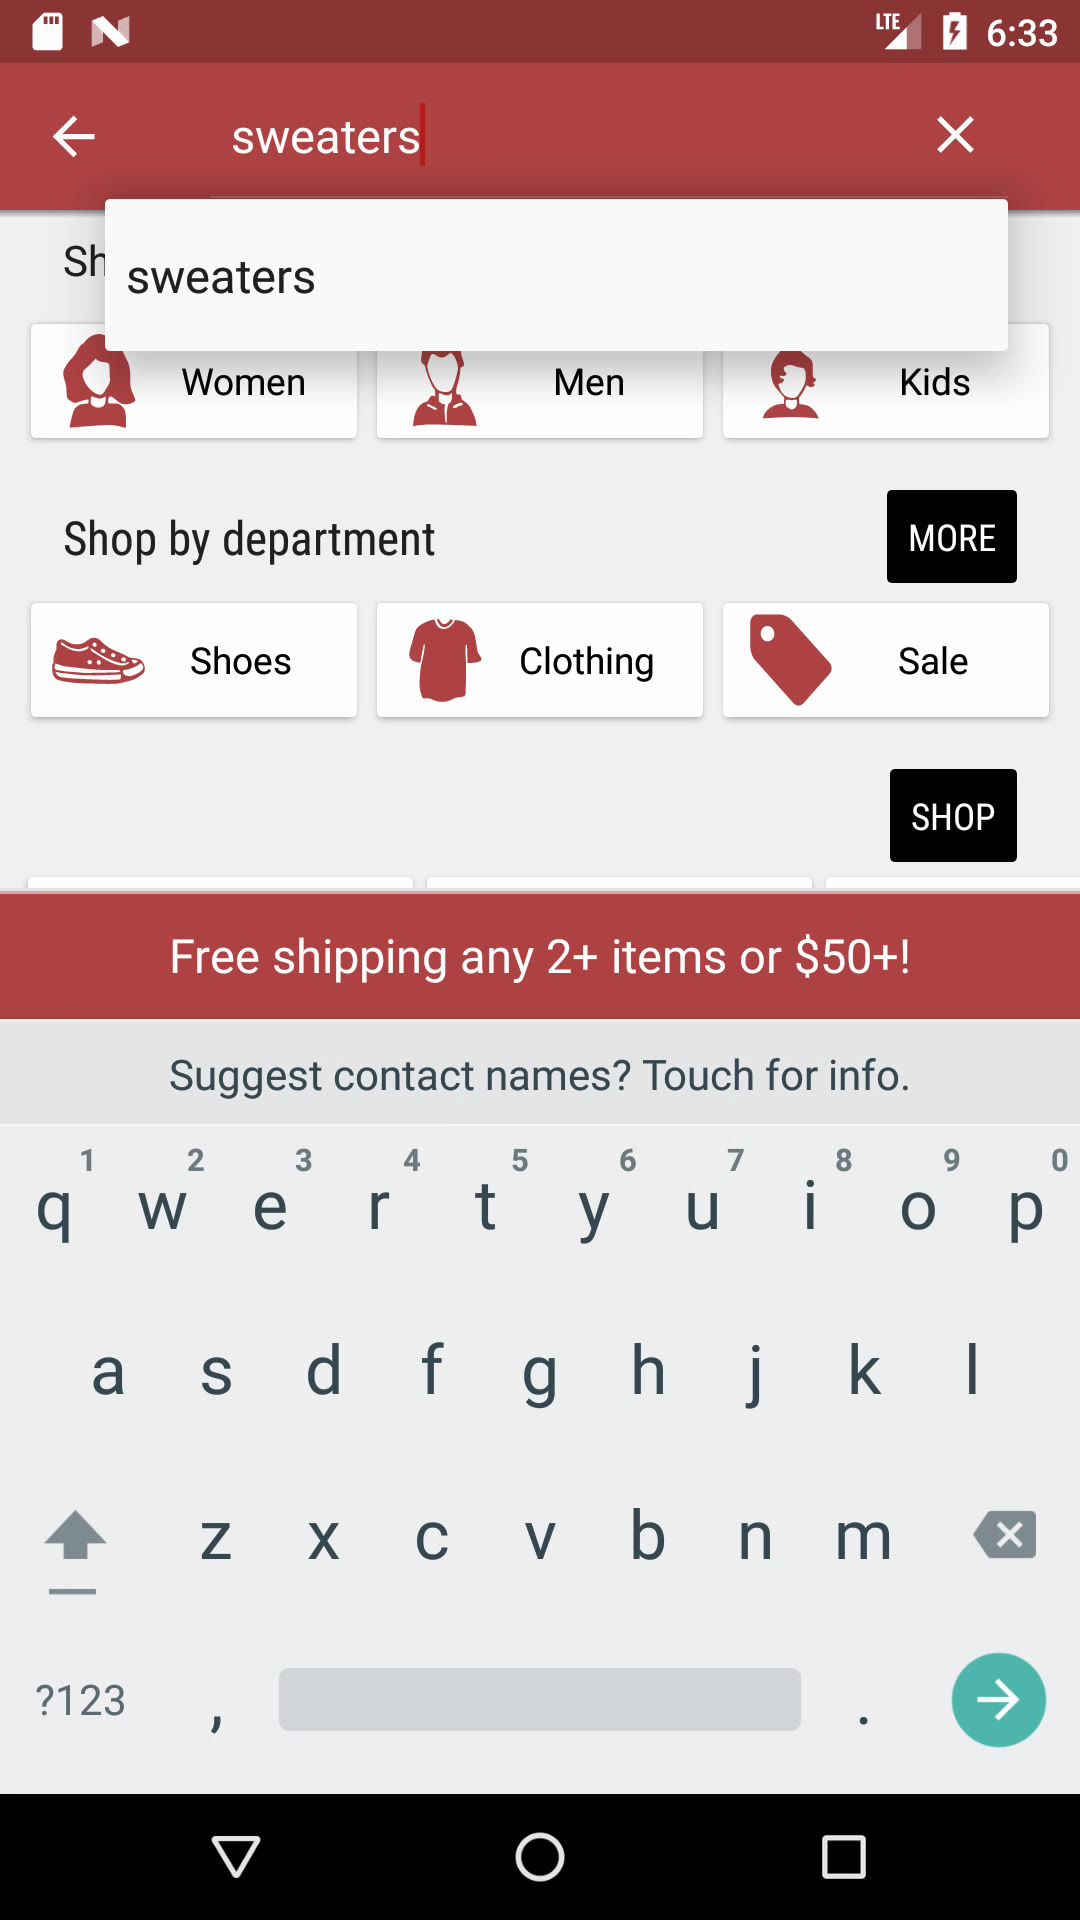 LTE 6:33
sweaters
Sh
sweaters
Women Men Kids
Shop by department MORE
Shoes Clothing Sale
SHOP
Free shipping any 2+ items or $50+!
Suggest contact names? Touch for info.
1 2 3 4 5 6 7 8 9 0
q w e r t y u i o p
a s d f g h j k l
z x c v b n m
?123 , .